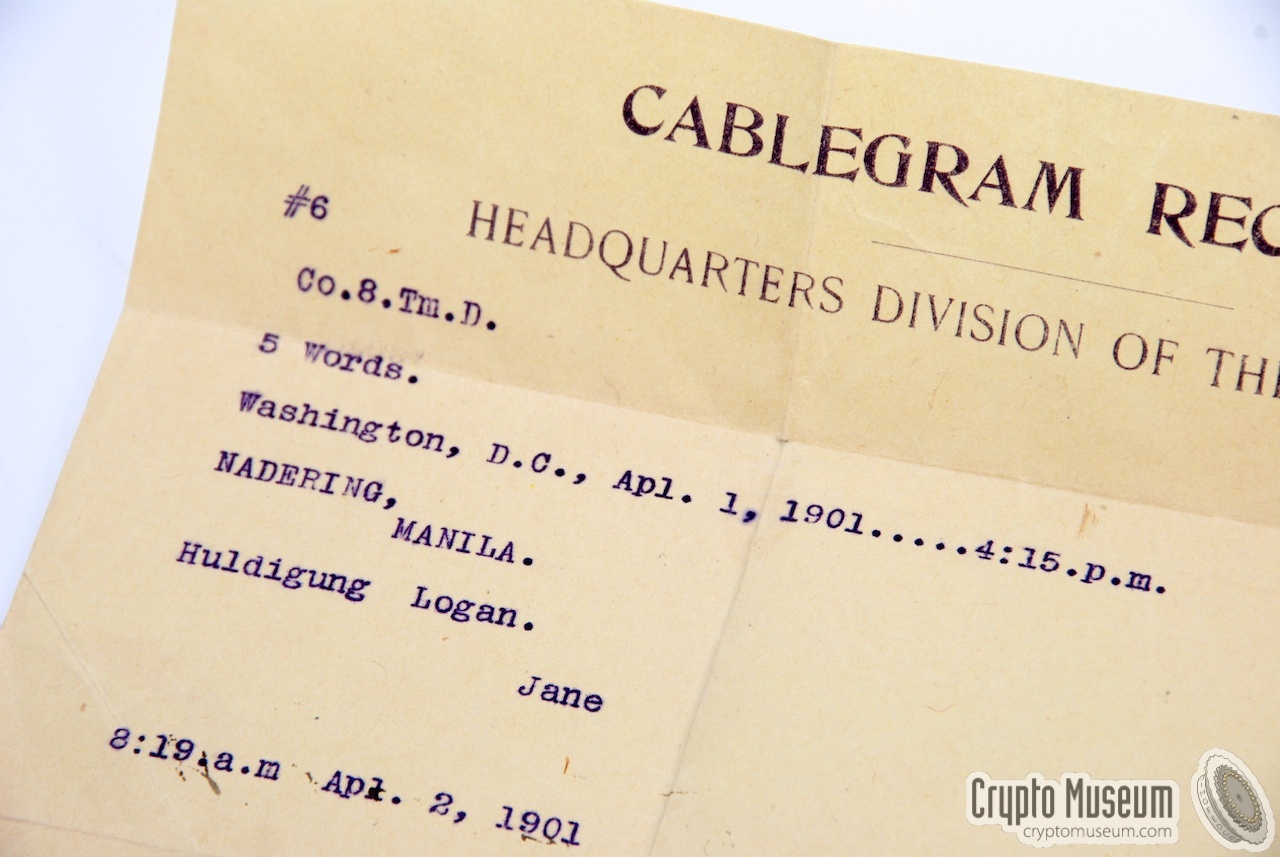 CABLEGRAM REC
#6
HEADQUARTERS DIVISION OF THE
Co.8.Tm.D.
5 Words.
Washington, D.C., Apl. 1, 1901.....4:15.p.m.
NADERING,
MANILA.
Huldigung Logan.
Jane
8:19.a.m Apl. 2, 1901
Crypto Museum
cryptomuseum.com